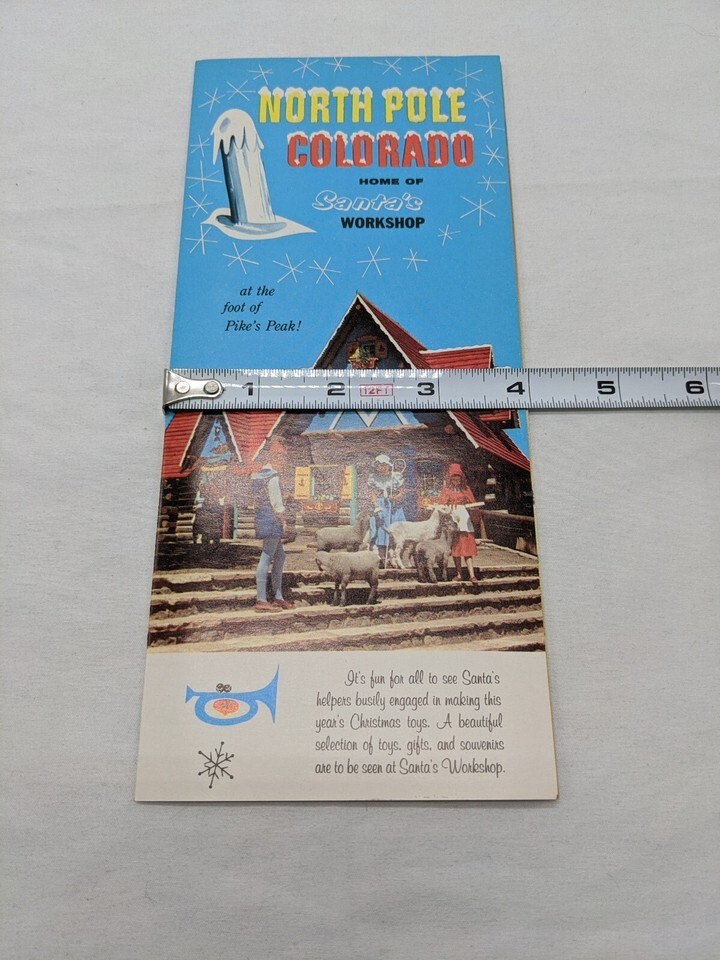 NORTH POLE
COLORADO
HOME OF
Santa's
WORKSHOP
at the
foot of
Pike's Peak!
1 2 12FT 3 4 5 6
It's fun for all to see Santa's
helpers busily engaged in making this
year's Christmas toys. A beautiful
selection of toys, gifts, and souvenirs
are to be seen at Santa's Workshop.